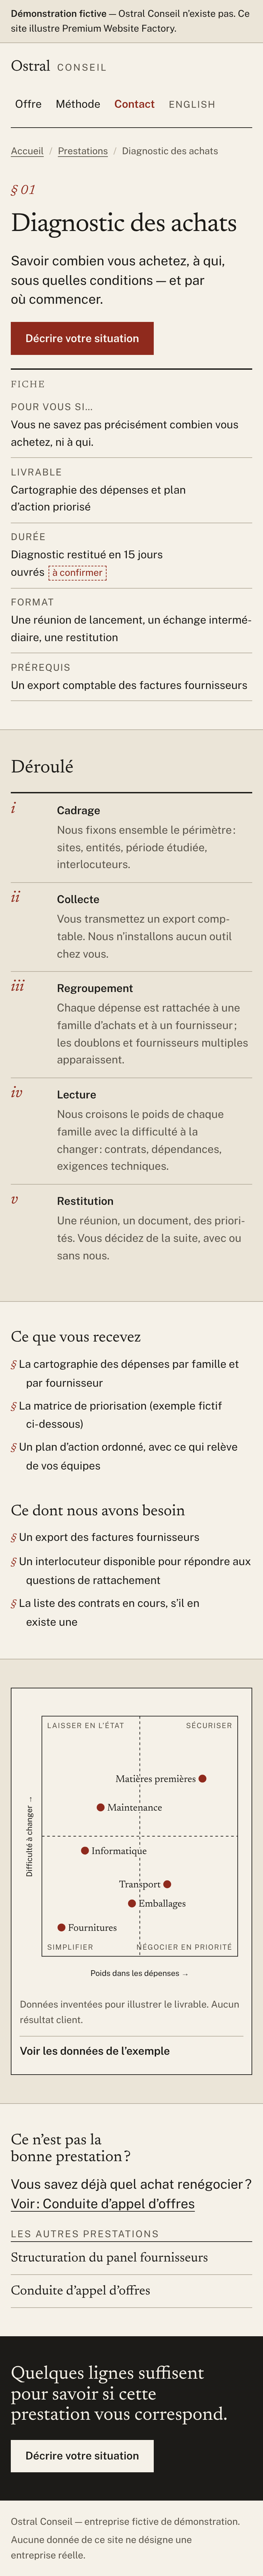 Démonstration fictive — Ostral Conseil n’existe pas. Ce
site illustre Premium Website Factory.
Ostral CONSEIL
Offre Méthode Contact ENGLISH
Accueil / Prestations / Diagnostic des achats
§ 01
Diagnostic des achats
Savoir combien vous achetez, à qui,
sous quelles conditions — et par
où commencer.
Décrire votre situation
FICHE
POUR VOUS SI…
Vous ne savez pas précisément combien vous
achetez, ni à qui.
LIVRABLE
Cartographie des dépenses et plan
d’action priorisé
DURÉE
Diagnostic restitué en 15 jours
ouvrés à confirmer
FORMAT
Une réunion de lancement, un échange intermé-
diaire, une restitution
PRÉREQUIS
Un export comptable des factures fournisseurs
Déroulé
i
Cadrage
Nous fixons ensemble le périmètre :
sites, entités, période étudiée,
interlocuteurs.
ii
Collecte
Vous transmettez un export comp-
table. Nous n’installons aucun outil
chez vous.
iii
Regroupement
Chaque dépense est rattachée à une
famille d’achats et à un fournisseur ;
les doublons et fournisseurs multiples
apparaissent.
iv
Lecture
Nous croisons le poids de chaque
famille avec la difficulté à la
changer : contrats, dépendances,
exigences techniques.
v
Restitution
Une réunion, un document, des priori-
tés. Vous décidez de la suite, avec ou
sans nous.
Ce que vous recevez
§ La cartographie des dépenses par famille et
par fournisseur
§ La matrice de priorisation (exemple fictif
ci-dessous)
§ Un plan d’action ordonné, avec ce qui relève
de vos équipes
Ce dont nous avons besoin
§ Un export des factures fournisseurs
§ Un interlocuteur disponible pour répondre aux
questions de rattachement
§ La liste des contrats en cours, s’il en
existe une
LAISSER EN L’ÉTAT SÉCURISER
Matières premières
Maintenance
Difficulté à changer →
Informatique
Transport
Emballages
Fournitures
SIMPLIFIER NÉGOCIER EN PRIORITÉ
Poids dans les dépenses →
Données inventées pour illustrer le livrable. Aucun
résultat client.
Voir les données de l’exemple
Ce n’est pas la
bonne prestation ?
Vous savez déjà quel achat renégocier ?
Voir : Conduite d’appel d’offres
LES AUTRES PRESTATIONS
Structuration du panel fournisseurs
Conduite d’appel d’offres
Quelques lignes suffisent
pour savoir si cette
prestation vous correspond.
Décrire votre situation
Ostral Conseil — entreprise fictive de démonstration.
Aucune donnée de ce site ne désigne une
entreprise réelle.